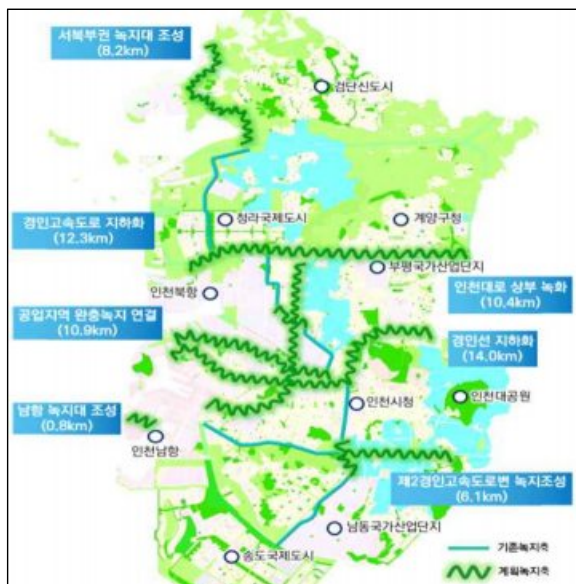 서북부권 녹지대 조성
(8.2km)
검단신도시
청라국제도시
계양구청
경인고속도로 지하화
(12.3km)
부평국가산업단지
인천북항
인천대로 상부 녹화
(10.4km)
공업지역 완충녹지 연결
(10.9km)
경인선 지하화
(14.0km)
인천대공원
인천시청
남항 녹지대 조성
(0.8km)
인천남항
제2경인고속도로변 녹지조성
(6.1km)
남동국가산업단지
송도국제도시
기존녹지축
계획녹지축